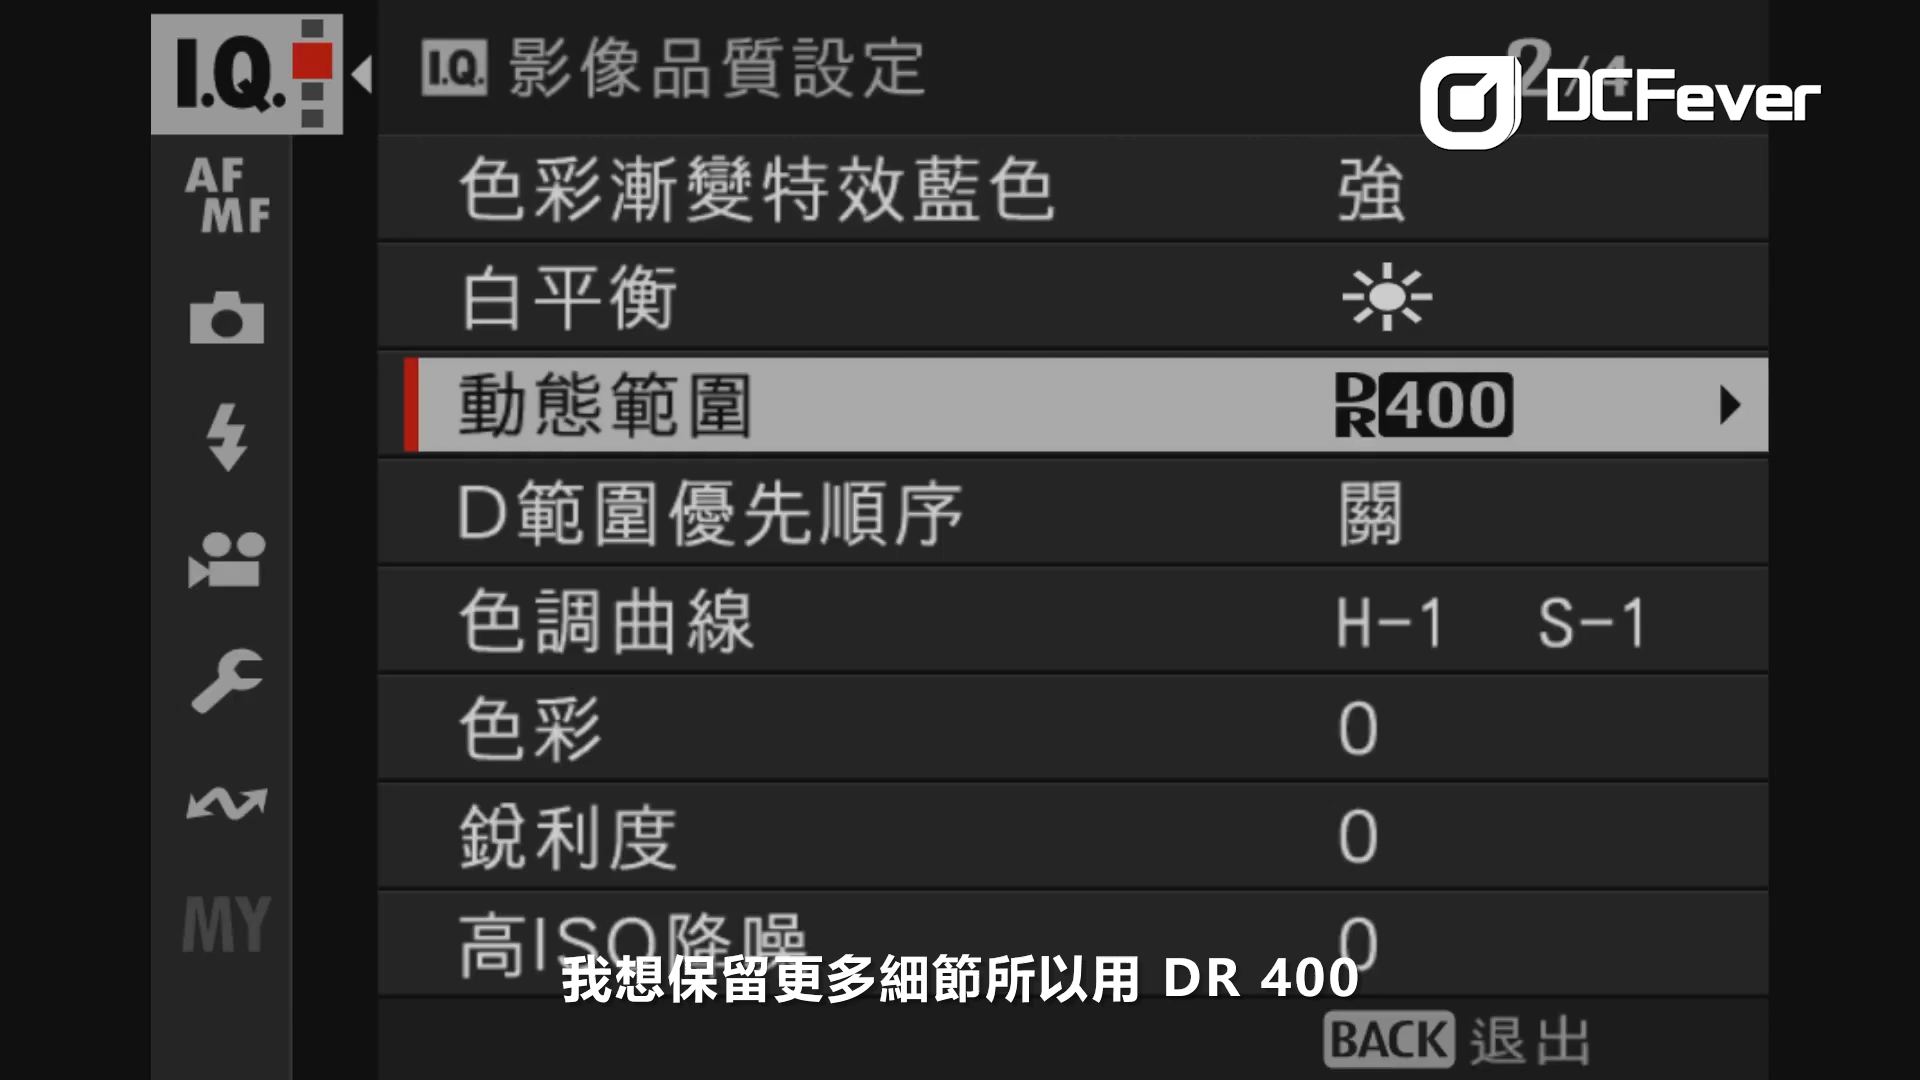 I.Q.
I.Q. 影像品質設定 2/4
DCFever
AF
MF
MY
色彩漸變特效藍色 強
白平衡
動態範圍 DR400
D範圍優先順序 關
色調曲線 H-1 S-1
色彩 0
銳利度 0
高ISO降噪 0
我想保留更多細節所以用 DR 400
BACK 退出